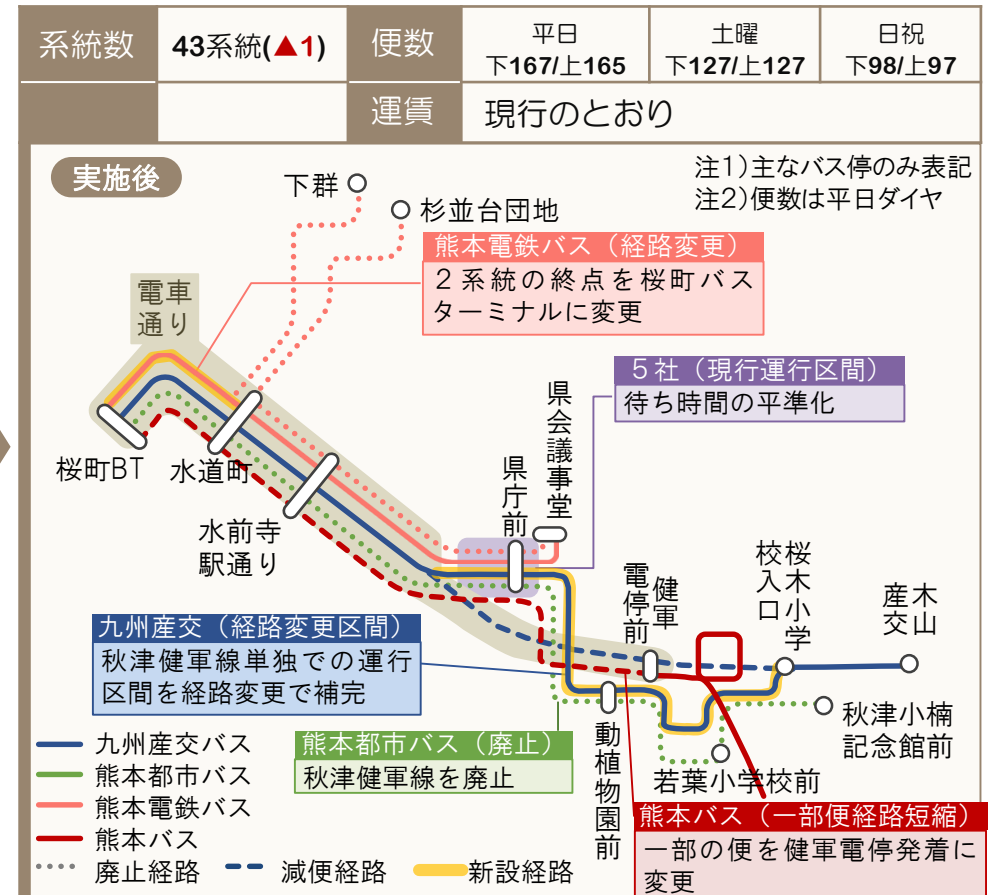 系統数
43系統(▲1)
便数
平日
下167/上165
土曜
下127/上127
日祝
下98/上97
運賃
現行のとおり
実施後
注1)主なバス停のみ表記
注2)便数は平日ダイヤ
下群
杉並台団地
熊本電鉄バス（経路変更）
２系統の終点を桜町バス
ターミナルに変更
電車
通り
５社（現行運行区間）
待ち時間の平準化
桜町BT
水道町
水前寺
駅通り
県庁前
県会議事堂
健軍
電停前
桜木小学
校入口
木山
産交
九州産交（経路変更区間）
秋津健軍線単独での運行
区間を経路変更で補完
秋津小楠
記念館前
若葉小学校前
動植物園前
熊本都市バス（廃止）
秋津健軍線を廃止
九州産交バス
熊本都市バス
熊本電鉄バス
熊本バス
廃止経路
減便経路
新設経路
熊本バス（一部便経路短縮）
一部の便を健軍電停発着に
変更